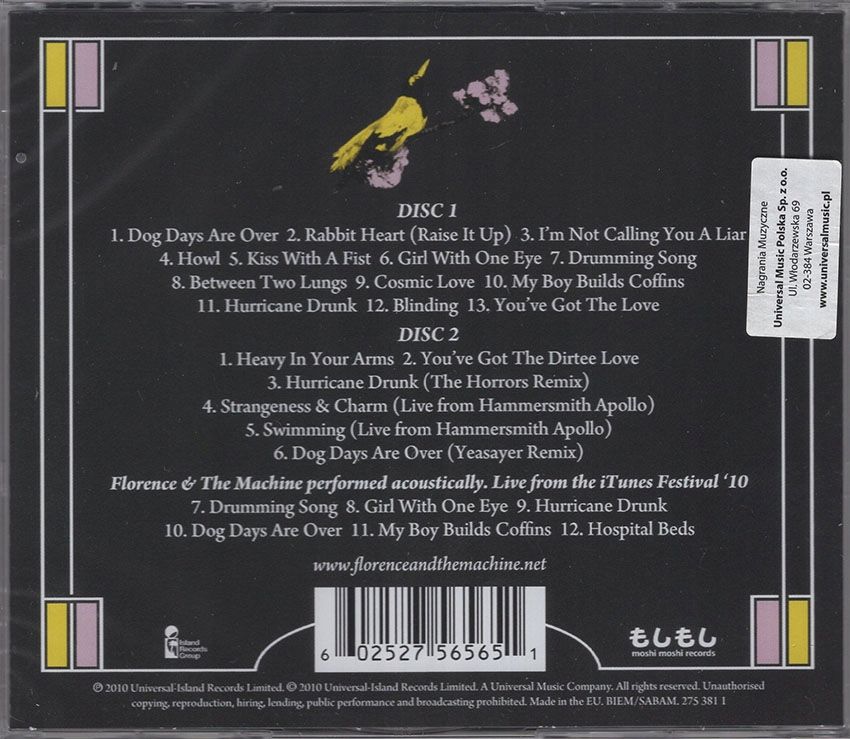 DISC 1
1. Dog Days Are Over 2. Rabbit Heart (Raise It Up) 3. I'm Not Calling You A Liar
4. Howl 5. Kiss With A Fist 6. Girl With One Eye 7. Drumming Song
8. Between Two Lungs 9. Cosmic Love 10. My Boy Builds Coffins
11. Hurricane Drunk 12. Blinding 13. You've Got The Love
DISC 2
1. Heavy In Your Arms 2. You've Got The Dirtee Love
3. Hurricane Drunk (The Horrors Remix)
4. Strangeness & Charm (Live from Hammersmith Apollo)
5. Swimming (Live from Hammersmith Apollo)
6. Dog Days Are Over (Yeasayer Remix)
Florence & The Machine performed acoustically. Live from the iTunes Festival '10
7. Drumming Song 8. Girl With One Eye 9. Hurricane Drunk
10. Dog Days Are Over 11. My Boy Builds Coffins 12. Hospital Beds
www.florenceandthemachine.net
Nagrania Muzyczne
Universal Music Polska Sp. z o.o.
Ul. Włodarzewska 69
02-384 Warszawa
www.universalmusic.pl
Island
Records
Group
6 02527 56565 1
もしもし
moshi moshi records
℗ 2010 Universal-Island Records Limited. © 2010 Universal-Island Records Limited. A Universal Music Company. All rights reserved. Unauthorised
copying, reproduction, hiring, lending, public performance and broadcasting prohibited. Made in the EU. BIEM/SABAM. 275 381 1